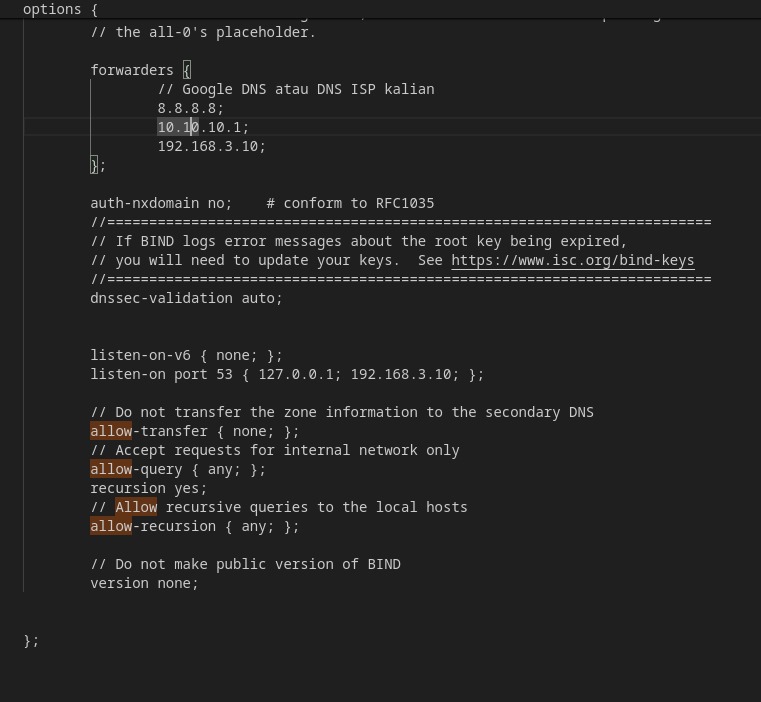 options {
// the all-0's placeholder.
forwarders {
// Google DNS atau DNS ISP kalian
8.8.8.8;
10.10.10.1;
192.168.3.10;
};
auth-nxdomain no;    # conform to RFC1035
//========================================================================
// If BIND logs error messages about the root key being expired,
// you will need to update your keys.  See https://www.isc.org/bind-keys
//========================================================================
dnssec-validation auto;
listen-on-v6 { none; };
listen-on port 53 { 127.0.0.1; 192.168.3.10; };
// Do not transfer the zone information to the secondary DNS
allow-transfer { none; };
// Accept requests for internal network only
allow-query { any; };
recursion yes;
// Allow recursive queries to the local hosts
allow-recursion { any; };
// Do not make public version of BIND
version none;
};